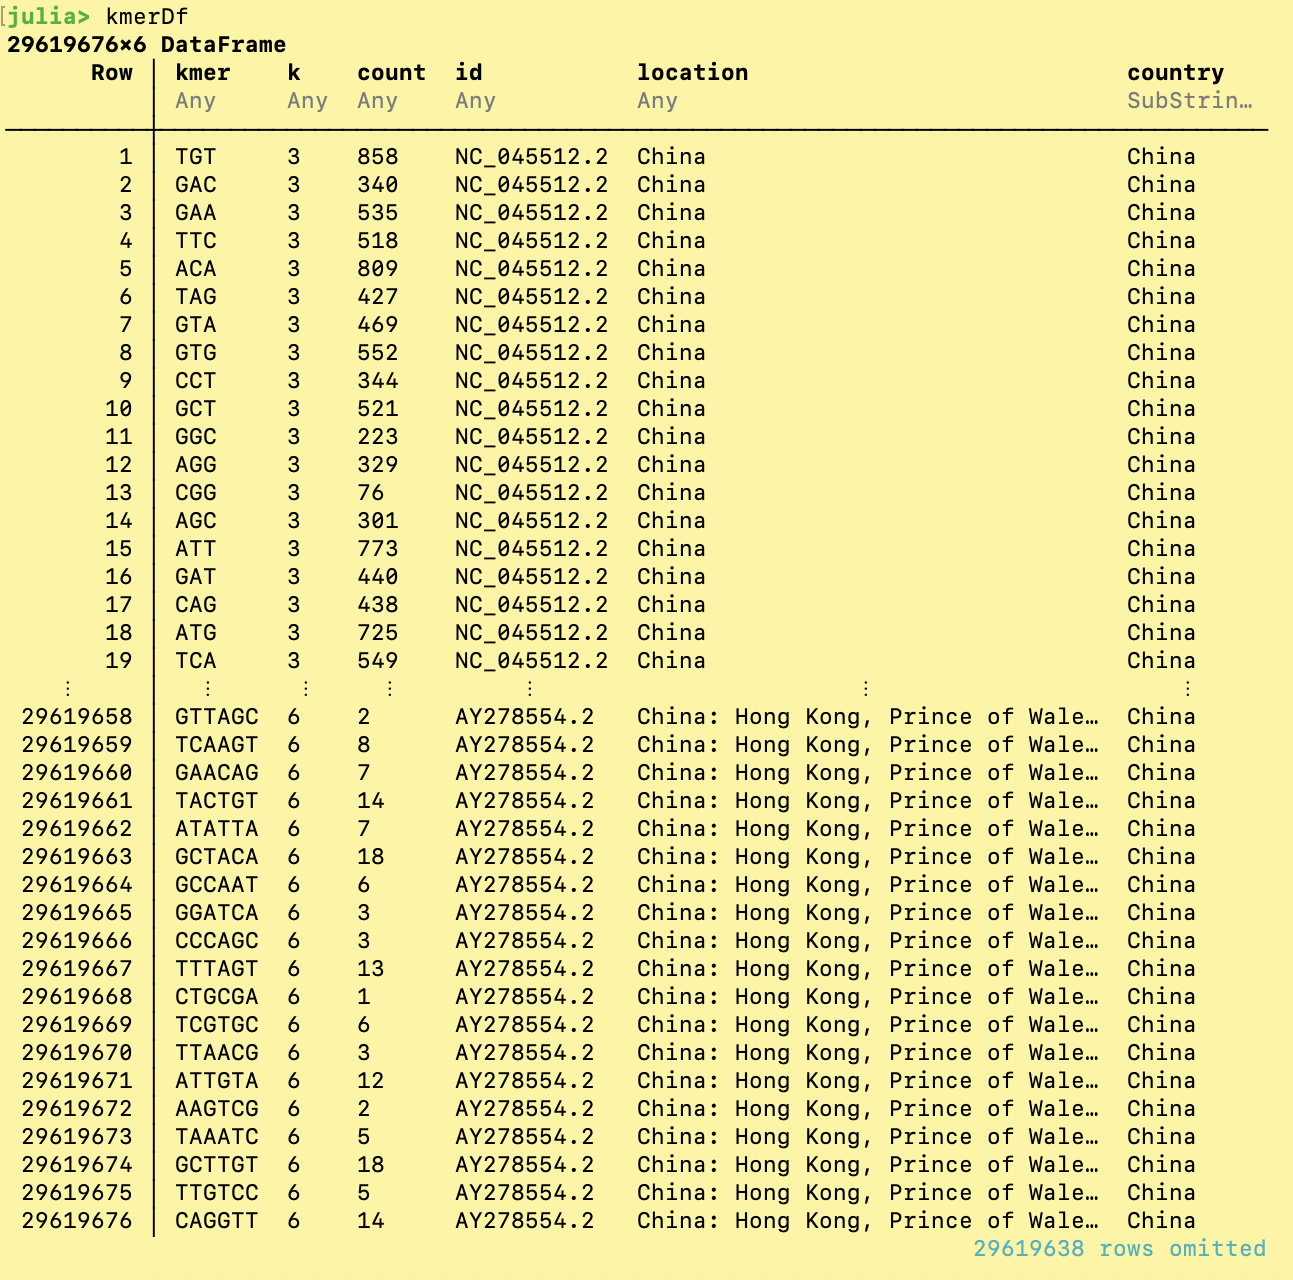 julia> kmerDf
29619676×6 DataFrame
Row │ kmer k count id location country
Any Any Any Any Any SubStrin…
1 TGT 3 858 NC_045512.2 China China
2 GAC 3 340 NC_045512.2 China China
3 GAA 3 535 NC_045512.2 China China
4 TTC 3 518 NC_045512.2 China China
5 ACA 3 809 NC_045512.2 China China
6 TAG 3 427 NC_045512.2 China China
7 GTA 3 469 NC_045512.2 China China
8 GTG 3 552 NC_045512.2 China China
9 CCT 3 344 NC_045512.2 China China
10 GCT 3 521 NC_045512.2 China China
11 GGC 3 223 NC_045512.2 China China
12 AGG 3 329 NC_045512.2 China China
13 CGG 3 76 NC_045512.2 China China
14 AGC 3 301 NC_045512.2 China China
15 ATT 3 773 NC_045512.2 China China
16 GAT 3 440 NC_045512.2 China China
17 CAG 3 438 NC_045512.2 China China
18 ATG 3 725 NC_045512.2 China China
19 TCA 3 549 NC_045512.2 China China
⋮ ⋮ ⋮ ⋮ ⋮ ⋮ ⋮
29619658 GTTAGC 6 2 AY278554.2 China: Hong Kong, Prince of Wale… China
29619659 TCAAGT 6 8 AY278554.2 China: Hong Kong, Prince of Wale… China
29619660 GAACAG 6 7 AY278554.2 China: Hong Kong, Prince of Wale… China
29619661 TACTGT 6 14 AY278554.2 China: Hong Kong, Prince of Wale… China
29619662 ATATTA 6 7 AY278554.2 China: Hong Kong, Prince of Wale… China
29619663 GCTACA 6 18 AY278554.2 China: Hong Kong, Prince of Wale… China
29619664 GCCAAT 6 6 AY278554.2 China: Hong Kong, Prince of Wale… China
29619665 GGATCA 6 3 AY278554.2 China: Hong Kong, Prince of Wale… China
29619666 CCCAGC 6 3 AY278554.2 China: Hong Kong, Prince of Wale… China
29619667 TTTAGT 6 13 AY278554.2 China: Hong Kong, Prince of Wale… China
29619668 CTGCGA 6 1 AY278554.2 China: Hong Kong, Prince of Wale… China
29619669 TCGTGC 6 6 AY278554.2 China: Hong Kong, Prince of Wale… China
29619670 TTAACG 6 3 AY278554.2 China: Hong Kong, Prince of Wale… China
29619671 ATTGTA 6 12 AY278554.2 China: Hong Kong, Prince of Wale… China
29619672 AAGTCG 6 2 AY278554.2 China: Hong Kong, Prince of Wale… China
29619673 TAAATC 6 5 AY278554.2 China: Hong Kong, Prince of Wale… China
29619674 GCTTGT 6 18 AY278554.2 China: Hong Kong, Prince of Wale… China
29619675 TTGTCC 6 5 AY278554.2 China: Hong Kong, Prince of Wale… China
29619676 CAGGTT 6 14 AY278554.2 China: Hong Kong, Prince of Wale… China
29619638 rows omitted